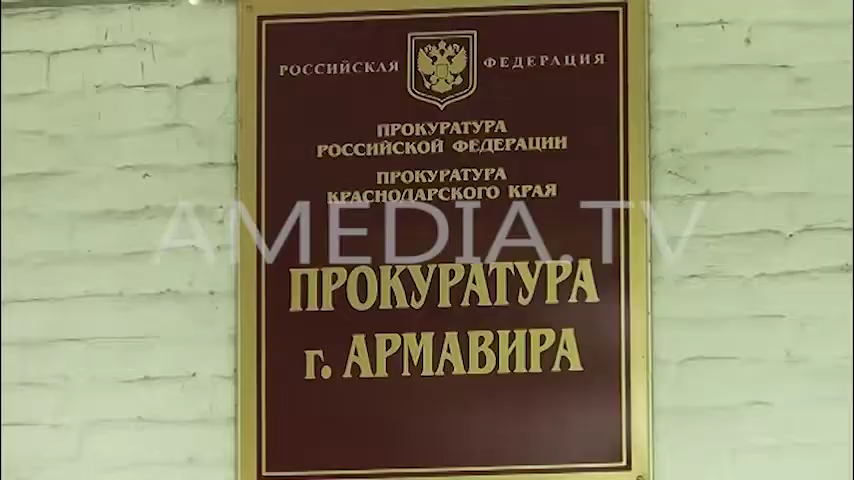 РОССИЙСКАЯ ФЕДЕРАЦИЯ
ПРОКУРАТУРА
РОССИЙСКОЙ ФЕДЕРАЦИИ
ПРОКУРАТУРА
КРАСНОДАРСКОГО КРАЯ
AMEDIA.TV
ПРОКУРАТУРА
г. АРМАВИРА